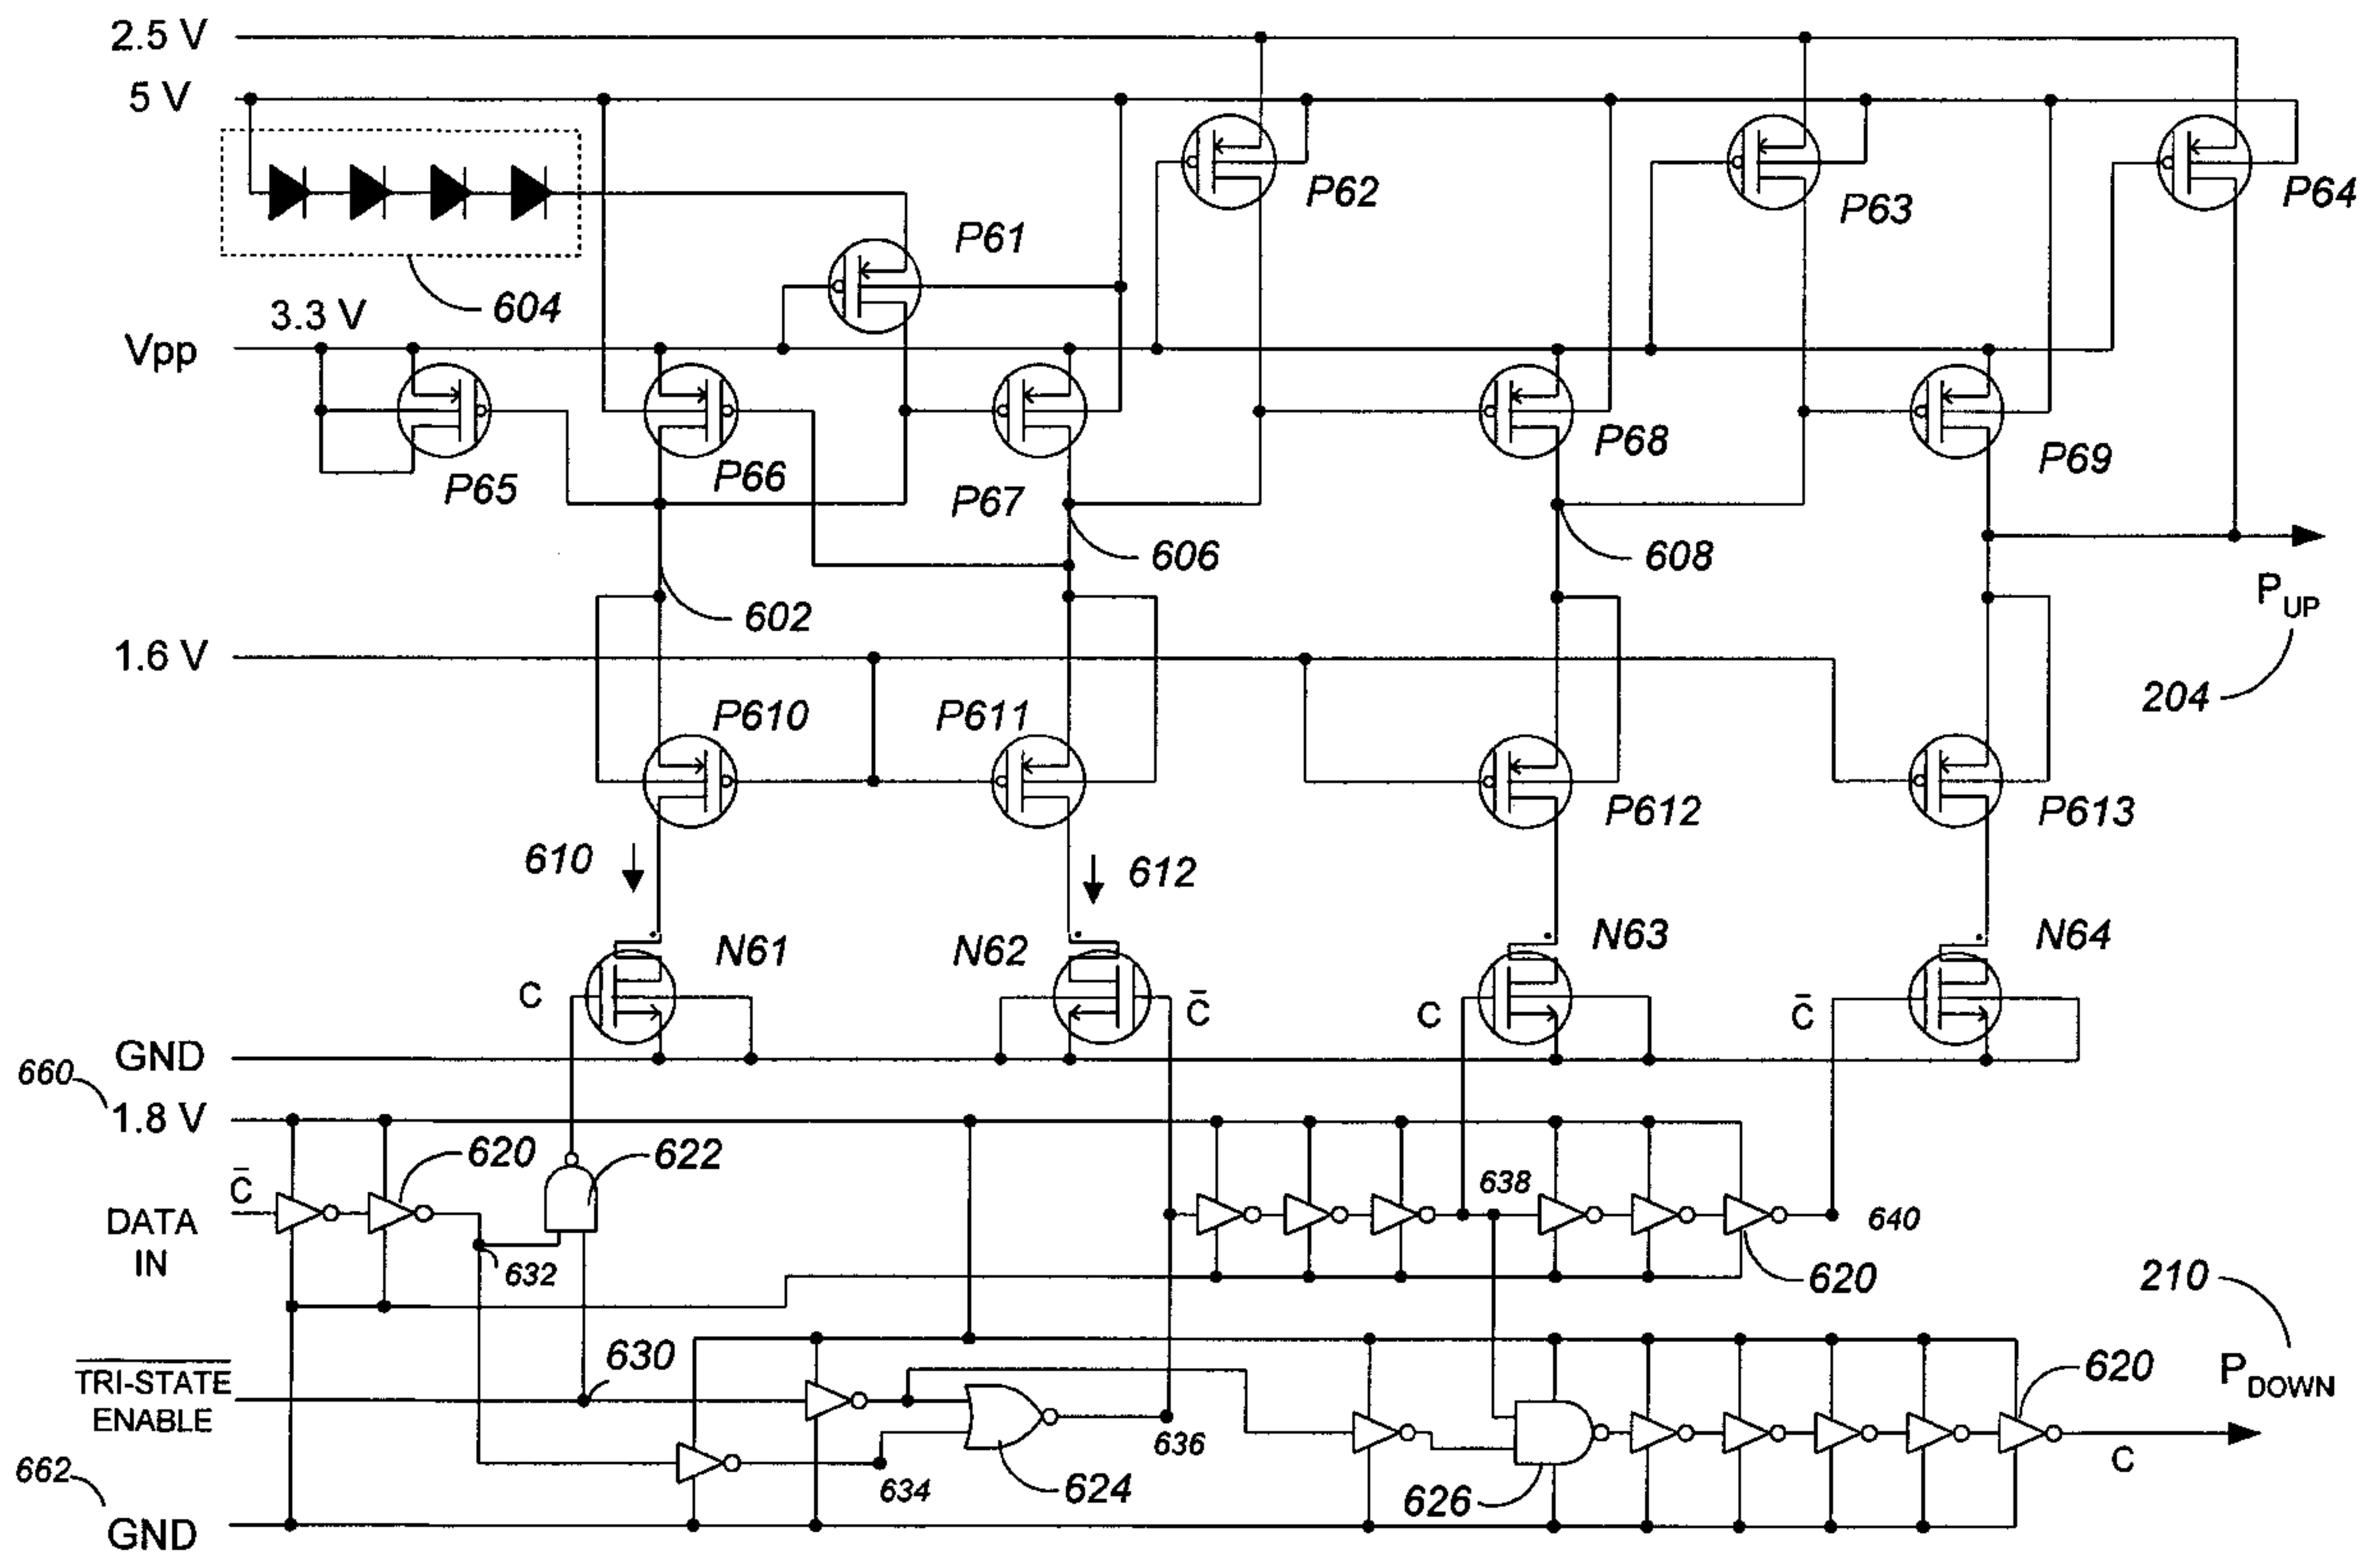 2.5 V
5 V
P62
P63
P64
P61
604
3.3 V
Vpp
P65
P66
P67
P68
P69
606
608
602
P_UP
1.6 V
204
P610
P611
P612
P613
610
612
N61
N62
N63
N64
C
C̅
C
C̅
GND
660
1.8 V
620
622
C̅
638
DATA
IN
632
640
620
210
TRI-STATE
ENABLE
630
620
P_DOWN
636
C
662
634
624
626
GND